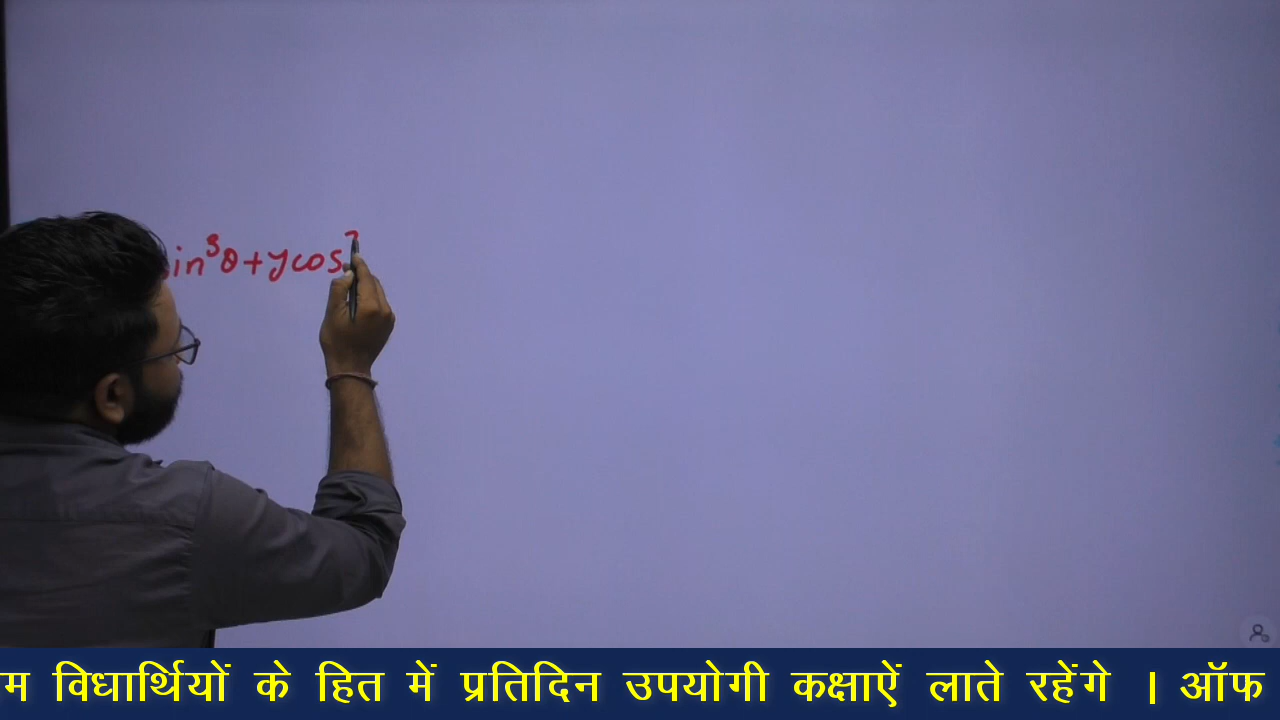 in³θ+ycos
म विधार्थियों के हित में प्रतिदिन उपयोगी कक्षाऐं लाते रहेंगे । ऑफ